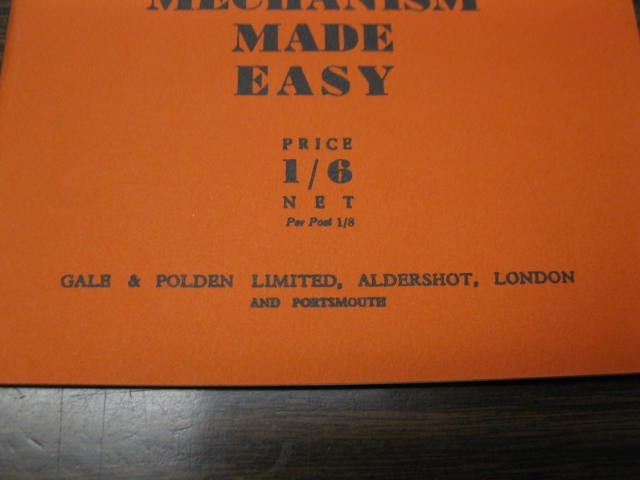 MECHANISM
MADE
EASY
PRICE
1/6
NET
Per Post 1/8
GALE & POLDEN LIMITED, ALDERSHOT, LONDON
AND PORTSMOUTH